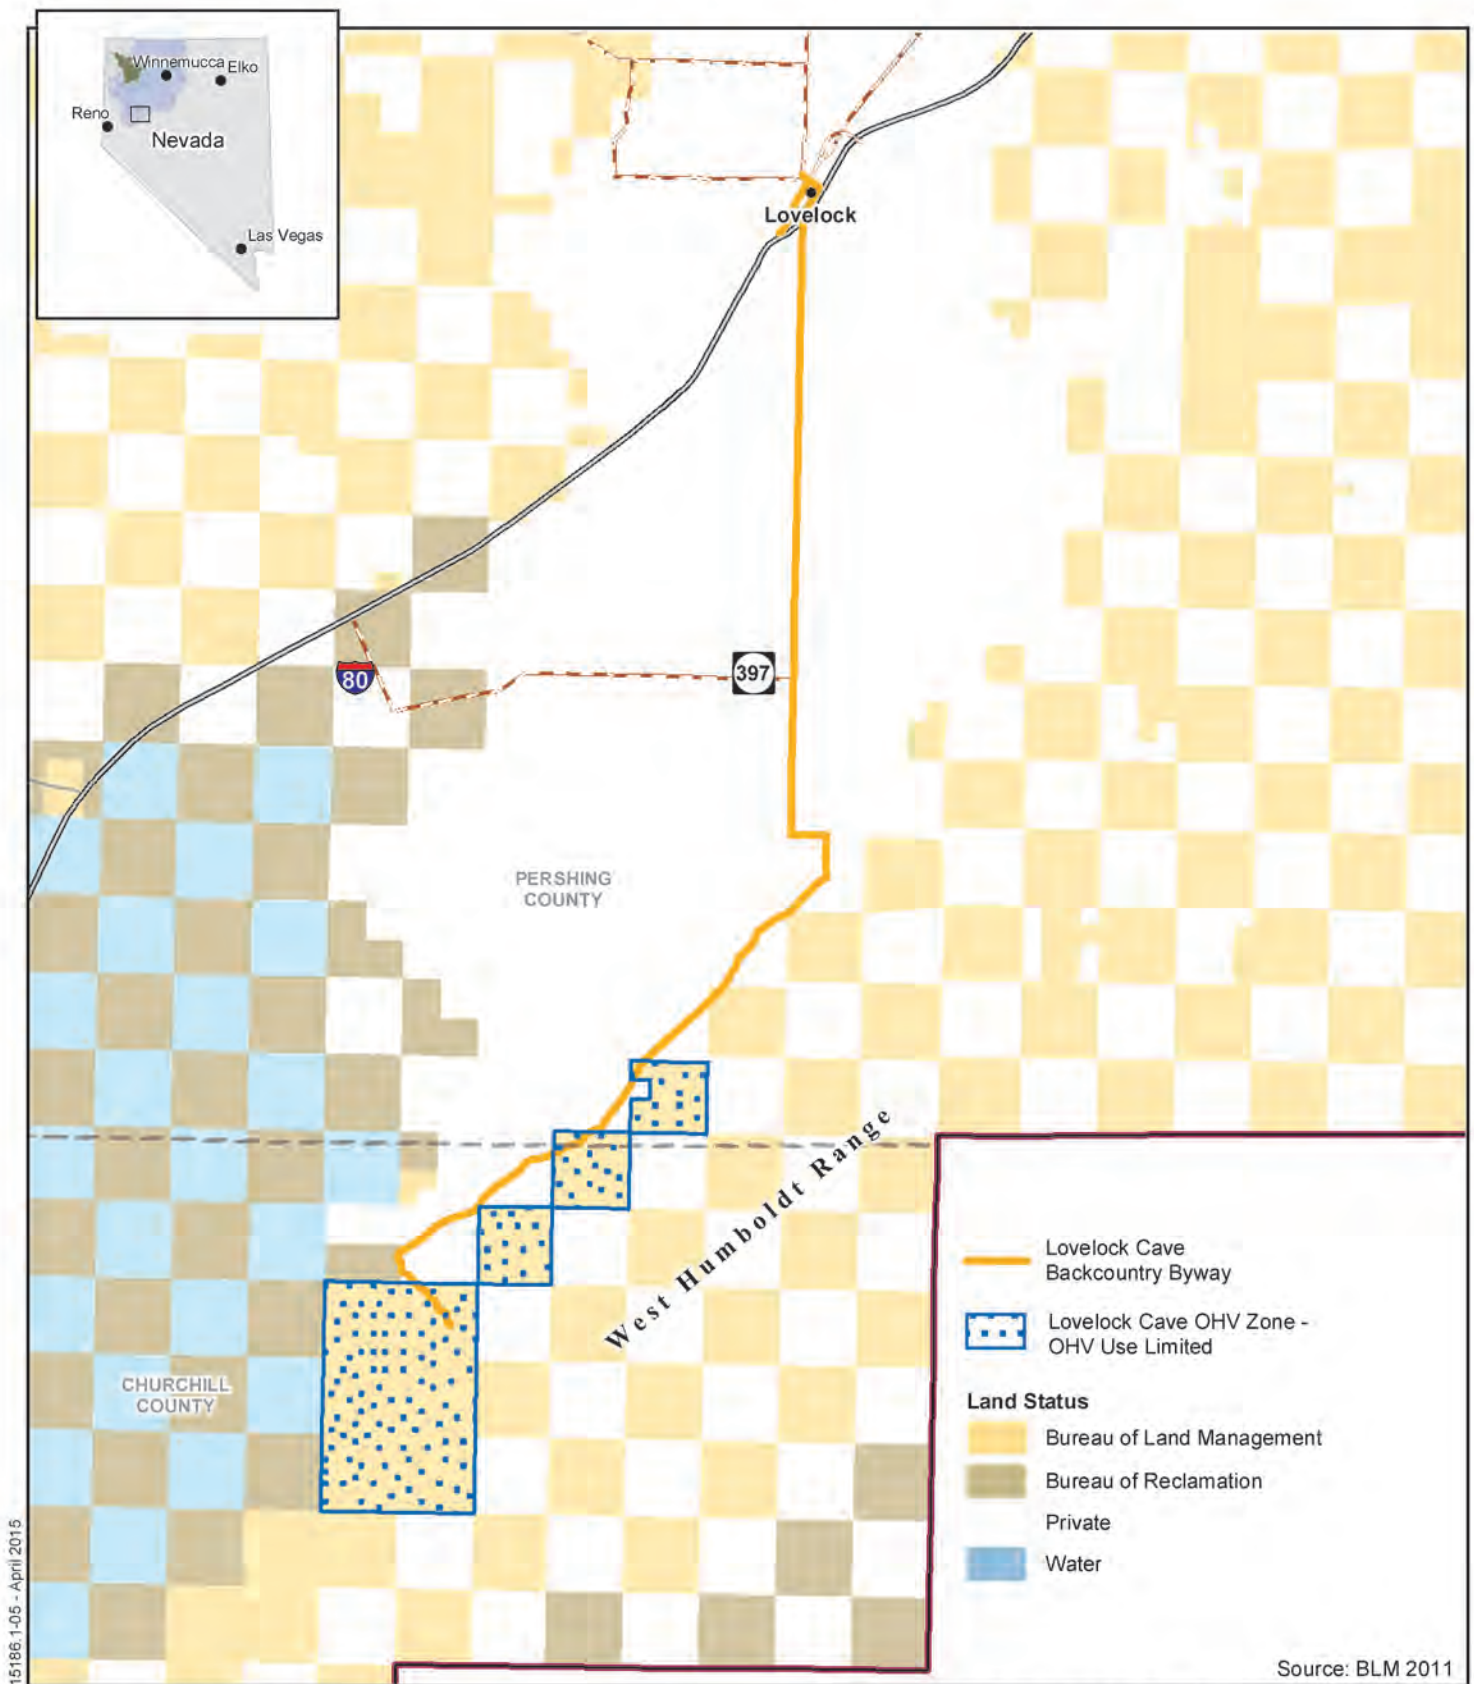 Winnemucca
Elko
Reno
Nevada
Las Vegas
Lovelock
397
80
PERSHING
COUNTY
West Humboldt Range
CHURCHILL
COUNTY
Lovelock Cave
Backcountry Byway
Lovelock Cave OHV Zone -
OHV Use Limited
Land Status
Bureau of Land Management
Bureau of Reclamation
Private
Water
Source: BLM 2011
15186.1-05 - April 2015